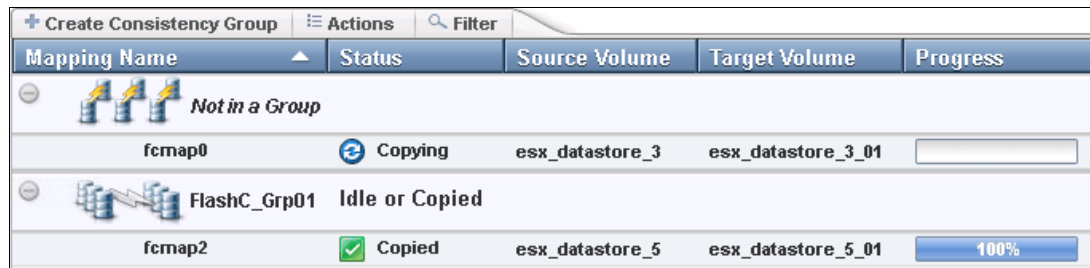 Create Consistency Group Actions Filter
Mapping Name Status Source Volume Target Volume Progress
Not in a Group
fcmap0 Copying esx_datastore_3 esx_datastore_3_01
FlashC_Grp01 Idle or Copied
fcmap2 Copied esx_datastore_5 esx_datastore_5_01 100%